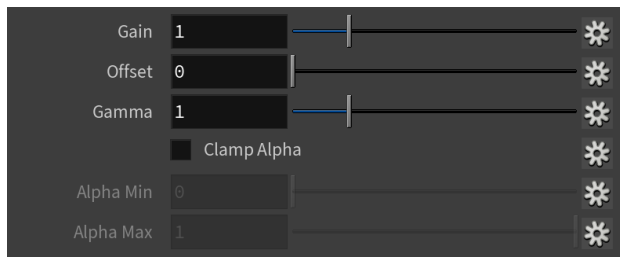 Gain 1
Offset 0
Gamma 1
Clamp Alpha
Alpha Min 0
Alpha Max 1